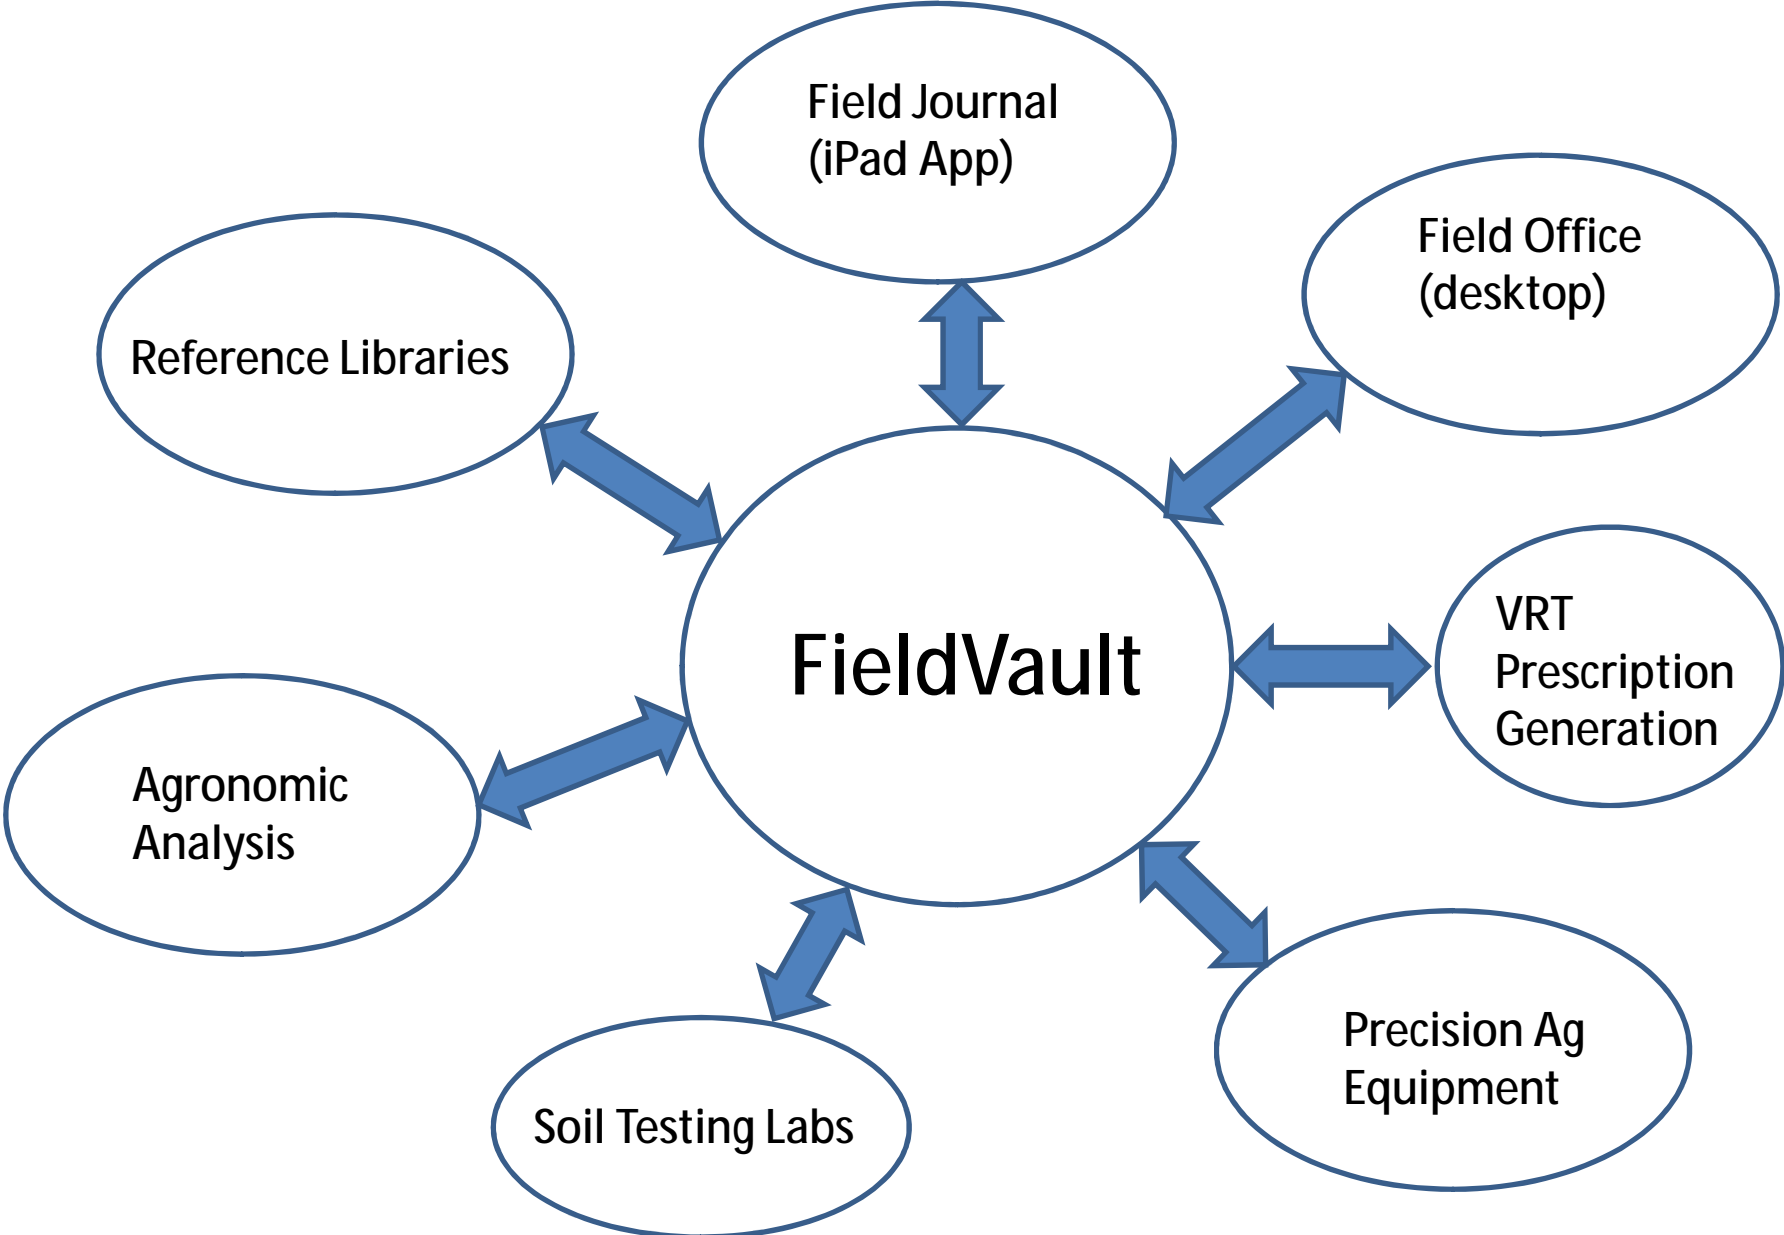 Field Journal
(iPad App)
Field Office
(desktop)
Reference Libraries
FieldVault
VRT
Prescription
Generation
Agronomic
Analysis
Precision Ag
Equipment
Soil Testing Labs